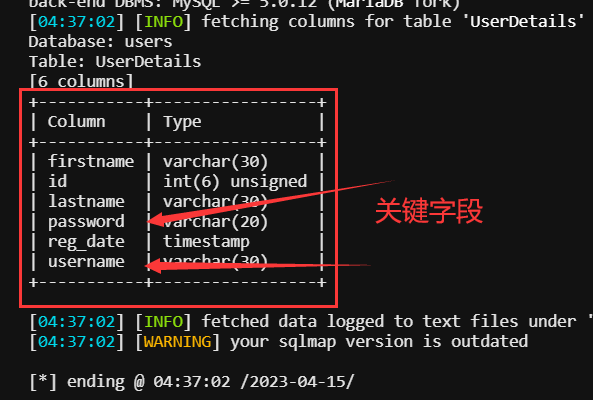 back-end DBMS: MySQL >= 5.0.12 (MariaDB fork)
[04:37:02] [INFO] fetching columns for table 'UserDetails'
Database: users
Table: UserDetails
[6 columns]
+-----------+-----------------+
| Column    | Type            |
+-----------+-----------------+
| firstname | varchar(30)     |
| id        | int(6) unsigned |
| lastname  | varchar(30)     |
| password  | varchar(20)     |
| reg_date  | timestamp       |
| username  | varchar(30)     |
+-----------+-----------------+
关键字段
[04:37:02] [INFO] fetched data logged to text files under '
[04:37:02] [WARNING] your sqlmap version is outdated
[*] ending @ 04:37:02 /2023-04-15/